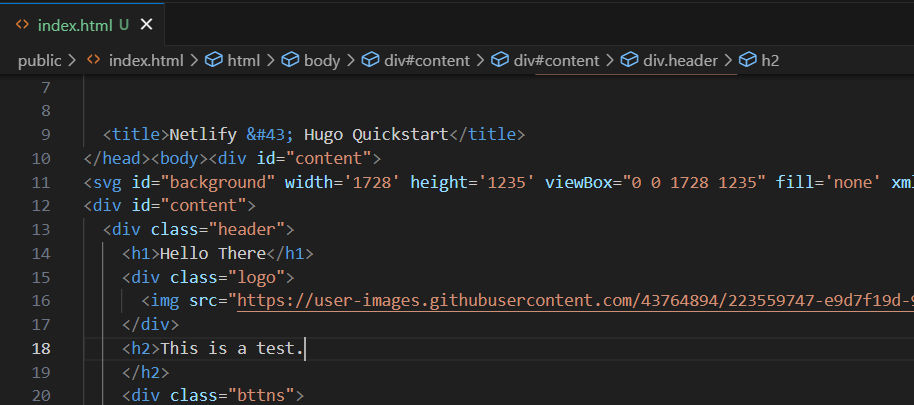 index.html U
public > index.html > html > body > div#content > div#content > div.header > h2
7
8
9 <title>Netlify &#43; Hugo Quickstart</title>
10 </head><body><div id="content">
11 <svg id="background" width='1728' height='1235' viewBox="0 0 1728 1235" fill='none' xml
12 <div id="content">
13 <div class="header">
14 <h1>Hello There</h1>
15 <div class="logo">
16 <img src="https://user-images.githubusercontent.com/43764894/223559747-e9d7f19d-9
17 </div>
18 <h2>This is a test.
19 </h2>
20 <div class="bttns">